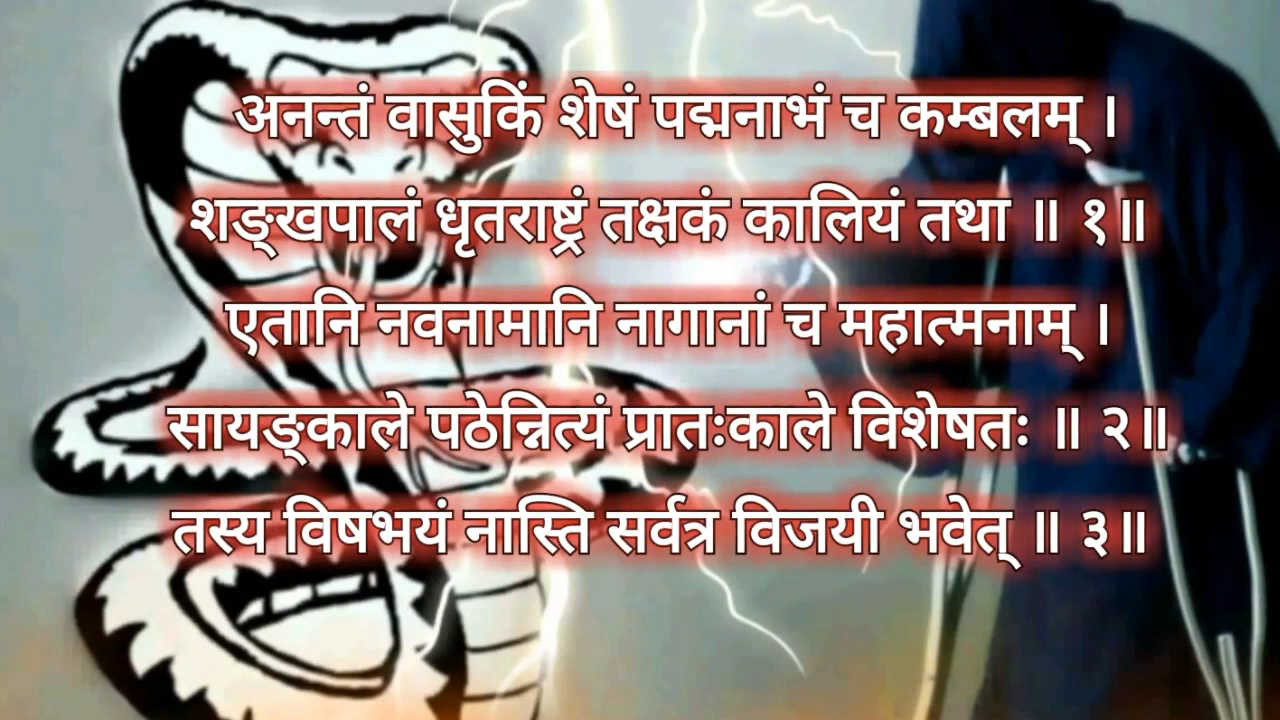 अनन्तं वासुकिं शेषं पद्मनाभं च कम्बलम् ।
शङ्खपालं धृतराष्ट्रं तक्षकं कालियं तथा ॥ १॥
एतानि नवनामानि नागानां च महात्मनाम् ।
सायङ्काले पठेन्नित्यं प्रातःकाले विशेषतः ॥ २॥
तस्य विषभयं नास्ति सर्वत्र विजयी भवेत् ॥ ३॥